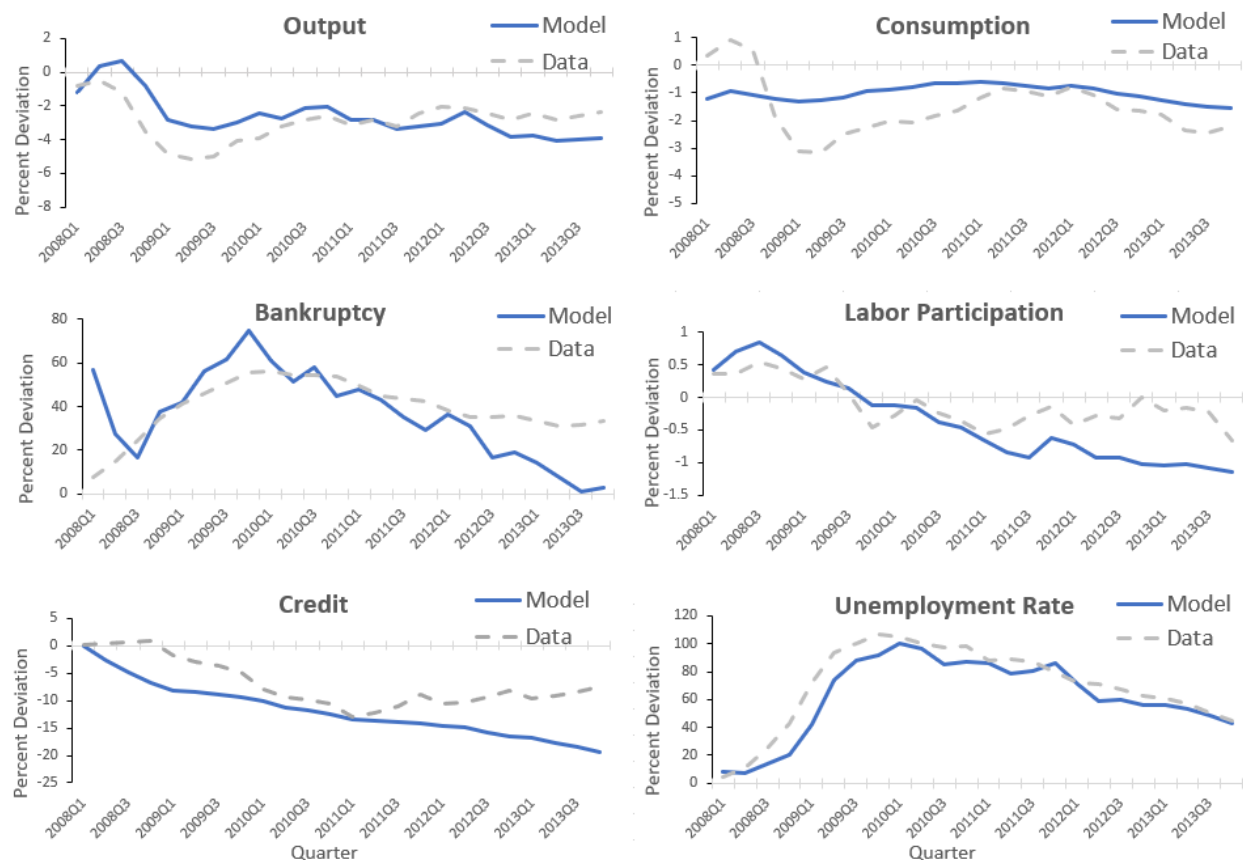 Output
Model
Data
Percent Deviation
2
0
-2
-4
-6
-8
2008Q1
2008Q3
2009Q1
2009Q3
2010Q1
2010Q3
2011Q1
2011Q3
2012Q1
2012Q3
2013Q1
2013Q3
Consumption
Model
Data
Percent Deviation
1
0
-1
-2
-3
-4
-5
2008Q1
2008Q3
2009Q1
2009Q3
2010Q1
2010Q3
2011Q1
2011Q3
2012Q1
2012Q3
2013Q1
2013Q3
Bankruptcy
Model
Data
Percent Deviation
80
60
40
20
0
2008Q1
2008Q3
2009Q1
2009Q3
2010Q1
2010Q3
2011Q1
2011Q3
2012Q1
2012Q3
2013Q1
2013Q3
Labor Participation
Model
Data
Percent Deviation
1
0.5
0
-0.5
-1
-1.5
2008Q1
2008Q3
2009Q1
2009Q3
2010Q1
2010Q3
2011Q1
2011Q3
2012Q1
2012Q3
2013Q1
2013Q3
Credit
Model
Data
Percent Deviation
5
0
-5
-10
-15
-20
-25
2008Q1
2008Q3
2009Q1
2009Q3
2010Q1
2010Q3
2011Q1
2011Q3
2012Q1
2012Q3
2013Q1
2013Q3
Quarter
Unemployment Rate
Model
Data
Percent Deviation
120
100
80
60
40
20
0
2008Q1
2008Q3
2009Q1
2009Q3
2010Q1
2010Q3
2011Q1
2011Q3
2012Q1
2012Q3
2013Q1
2013Q3
Quarter